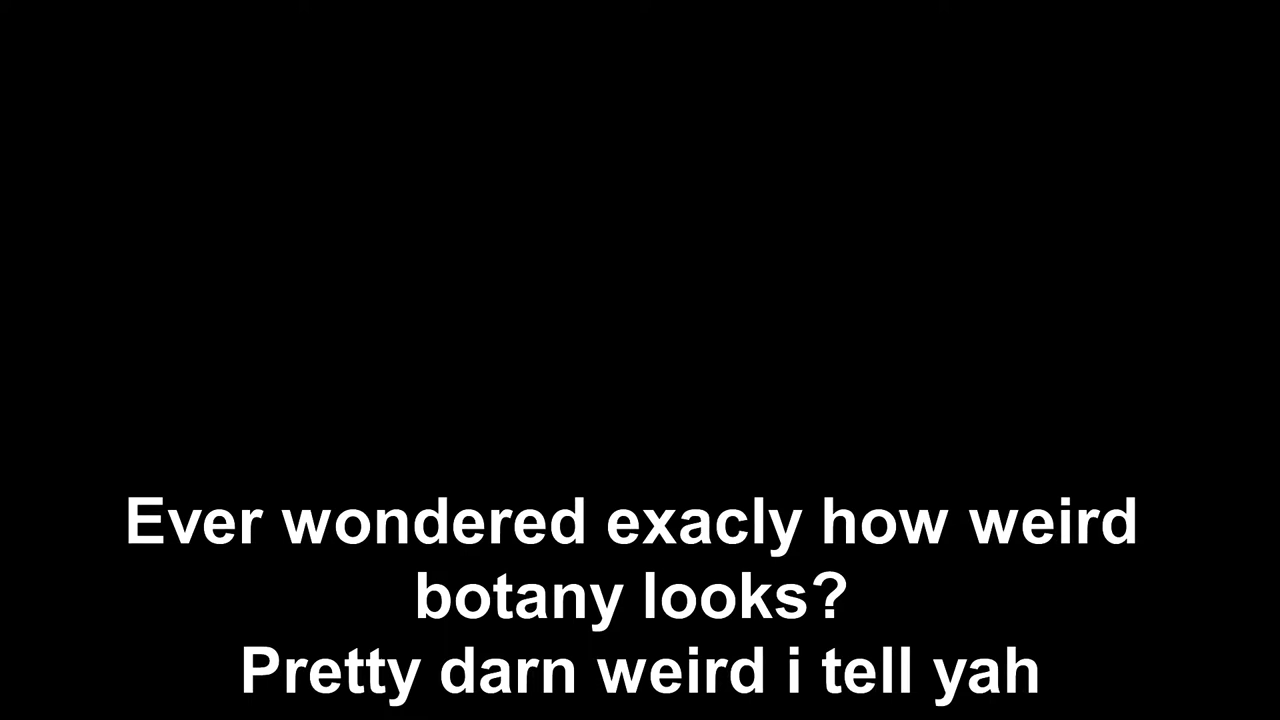 Ever wondered exacly how weird
botany looks?
Pretty darn weird i tell yah